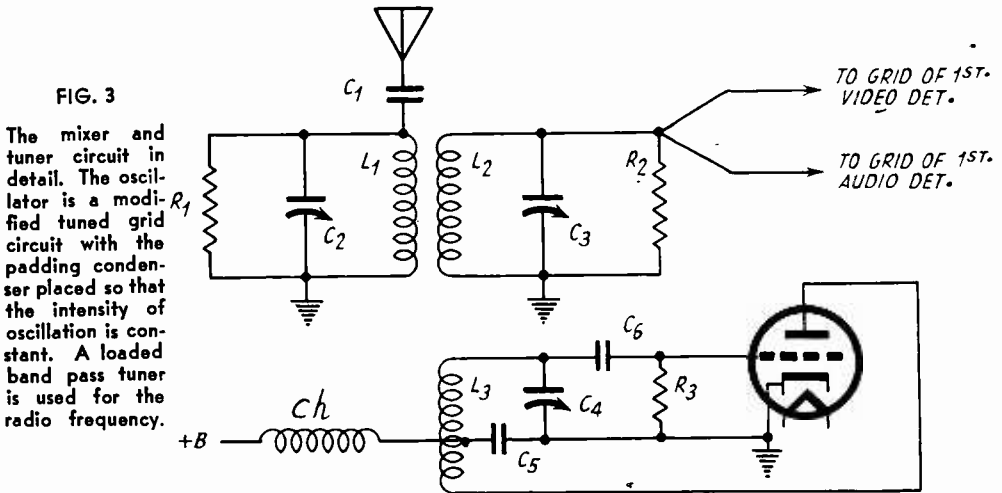 FIG. 3
The mixer and
tuner circuit in
detail. The oscil-
lator is a modi-
fied tuned grid
circuit with the
padding conden-
ser placed so that
the intensity of
oscillation is con-
stant. A loaded
band pass tuner
is used for the
radio frequency.
C1
R1
C2
L1
L2
C3
R2
TO GRID OF 1ST.
VIDEO DET.
TO GRID OF 1ST.
AUDIO DET.
+B
ch
L3
C5
C4
C6
R3